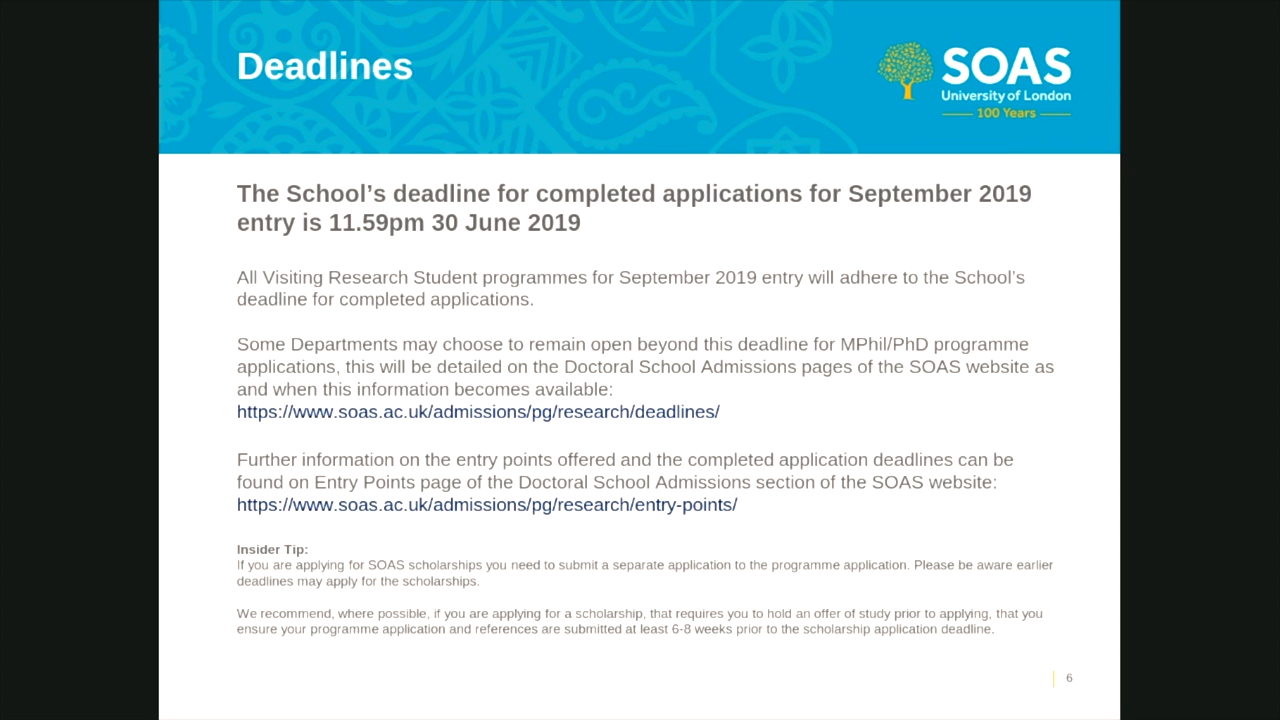 Deadlines
SOAS
University of London
100 Years
The School’s deadline for completed applications for September 2019
entry is 11.59pm 30 June 2019
All Visiting Research Student programmes for September 2019 entry will adhere to the School’s
deadline for completed applications.
Some Departments may choose to remain open beyond this deadline for MPhil/PhD programme
applications, this will be detailed on the Doctoral School Admissions pages of the SOAS website as
and when this information becomes available:
https://www.soas.ac.uk/admissions/pg/research/deadlines/
Further information on the entry points offered and the completed application deadlines can be
found on Entry Points page of the Doctoral School Admissions section of the SOAS website:
https://www.soas.ac.uk/admissions/pg/research/entry-points/
Insider Tip:
If you are applying for SOAS scholarships you need to submit a separate application to the programme application. Please be aware earlier
deadlines may apply for the scholarships.
We recommend, where possible, if you are applying for a scholarship, that requires you to hold an offer of study prior to applying, that you
ensure your programme application and references are submitted at least 6-8 weeks prior to the scholarship application deadline.
6